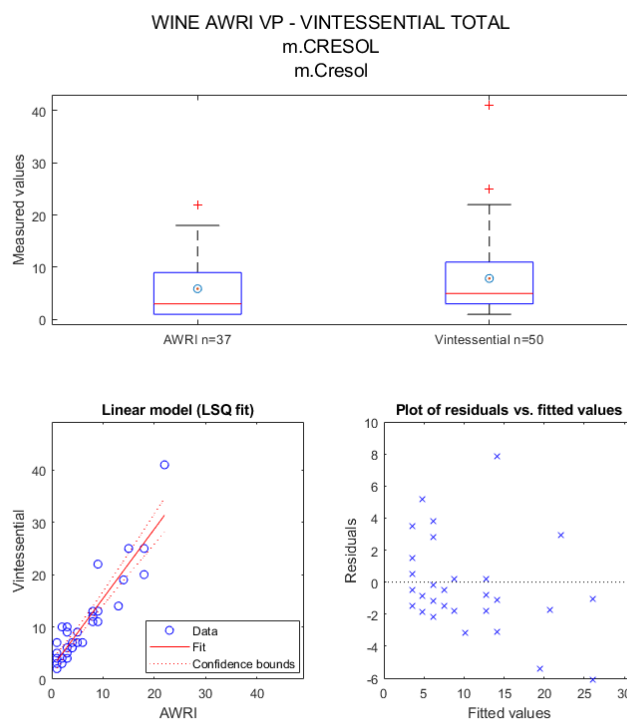 WINE AWRI VP - VINTESSENTIAL TOTAL
m.CRESOL
m.Cresol
40
30
20
10
0
Measured values
AWRI n=37
Vintessential n=50
Linear model (LSQ fit)
40
30
20
10
0
Vintessential
Data
Fit
Confidence bounds
0
20
40
AWRI
Plot of residuals vs. fitted values
10
8
6
4
2
0
-2
-4
-6
Residuals
0
5
10
15
20
25
30
Fitted values